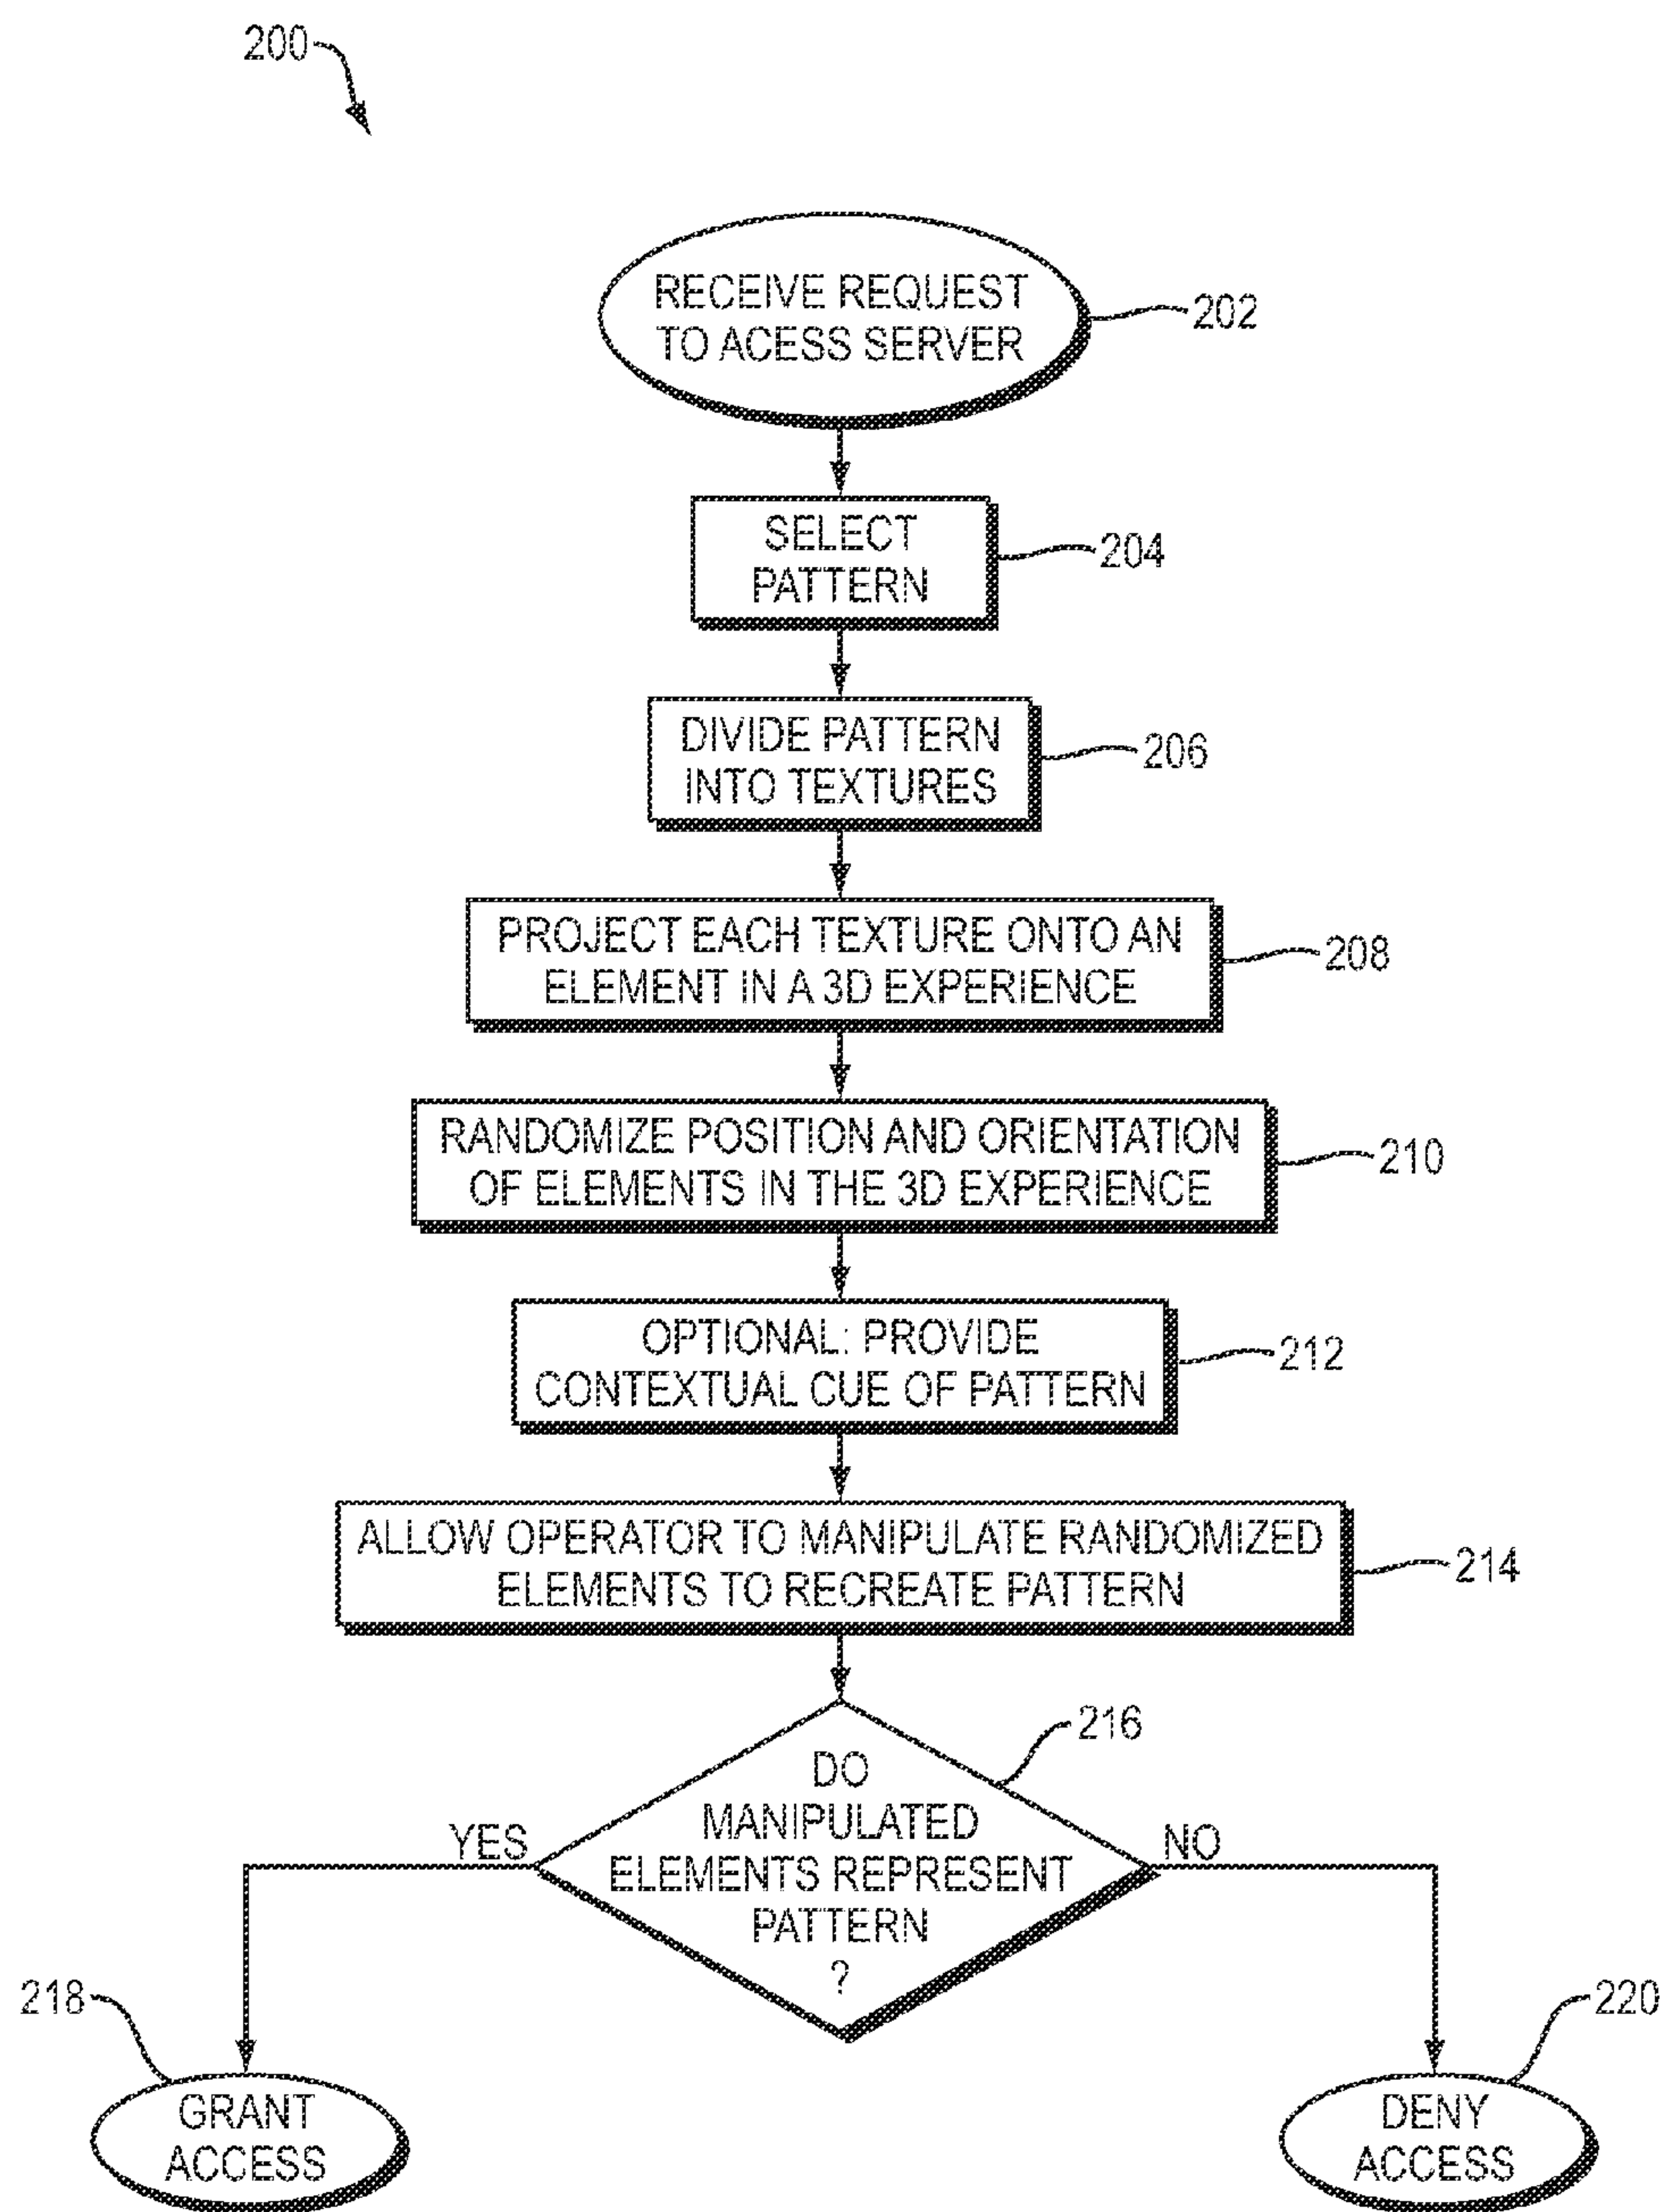 200
RECEIVE REQUEST
TO ACESS SERVER
202
SELECT
PATTERN
204
DIVIDE PATTERN
INTO TEXTURES
206
PROJECT EACH TEXTURE ONTO AN
ELEMENT IN A 3D EXPERIENCE
208
RANDOMIZE POSITION AND ORIENTATION
OF ELEMENTS IN THE 3D EXPERIENCE
210
OPTIONAL: PROVIDE
CONTEXTUAL CUE OF PATTERN
212
ALLOW OPERATOR TO MANIPULATE RANDOMIZED
ELEMENTS TO RECREATE PATTERN
214
216
DO
MANIPULATED
ELEMENTS REPRESENT
PATTERN
?
YES
NO
218
GRANT
ACCESS
220
DENY
ACCESS